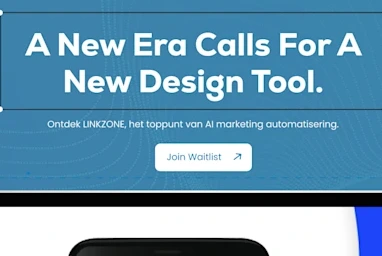 A New Era Calls For A
New Design Tool.
Ontdek LINKZONE, het toppunt van AI marketing automatisering.
Join Waitlist